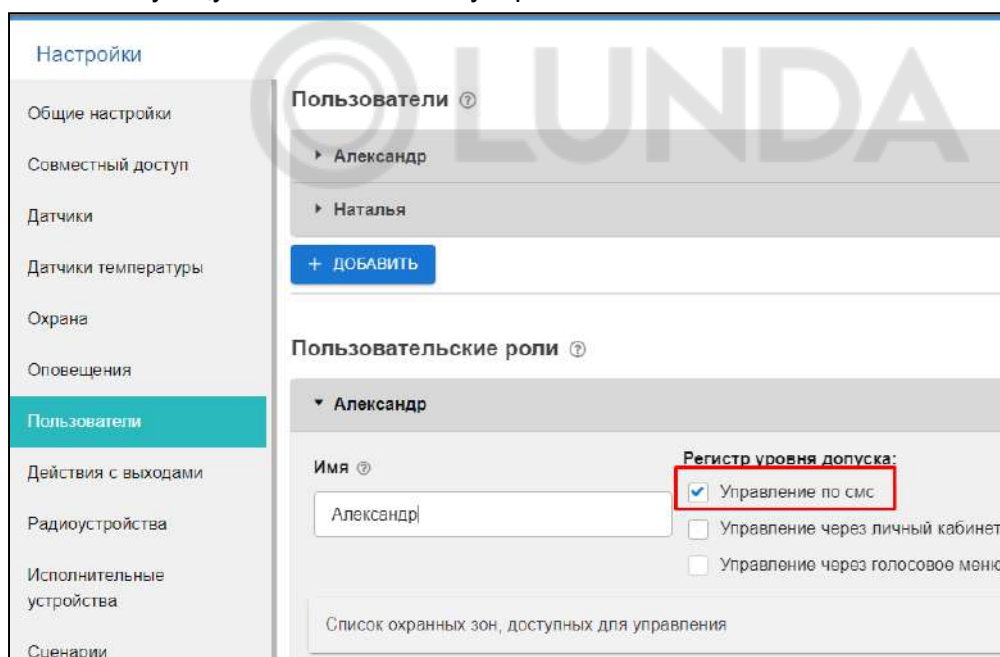 Настройки
Общие настройки
Совместный доступ
Датчики
Датчики температуры
Охрана
Оповещения
Пользователи
Действия с выходами
Радиоустройства
Исполнительные
устройства
Сценарии
LUNDA
Пользователи
Александр
Наталья
+ ДОБАВИТЬ
Пользовательские роли
Александр
Имя
Александр
Регистр уровня допуска:
Управление по смс
Управление через личный кабинет
Управление через голосовое меню
Список охранных зон, доступных для управления